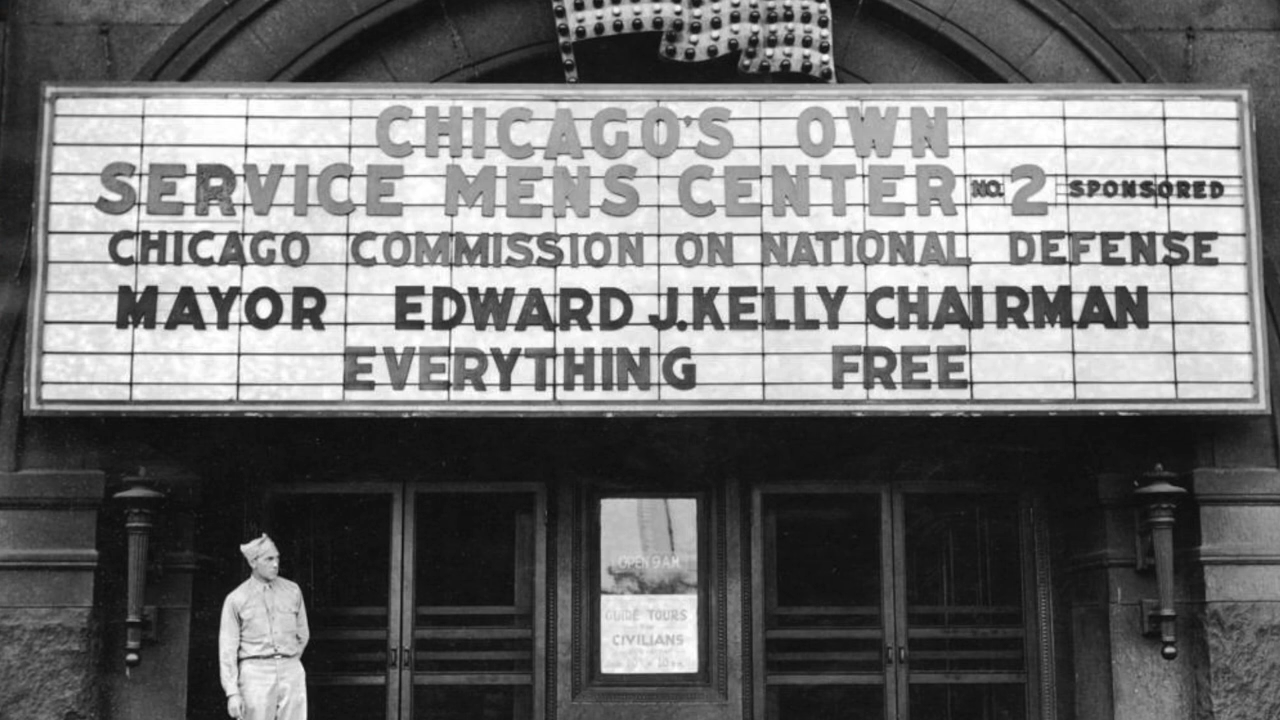 CHICAGO'S OWN
SERVICE MENS CENTER NO. 2 SPONSORED
CHICAGO COMMISSION ON NATIONAL DEFENSE
MAYOR EDWARD J. KELLY CHAIRMAN
EVERYTHING FREE
OPEN 9 A.M.
GUIDE TOURS
CIVILIANS